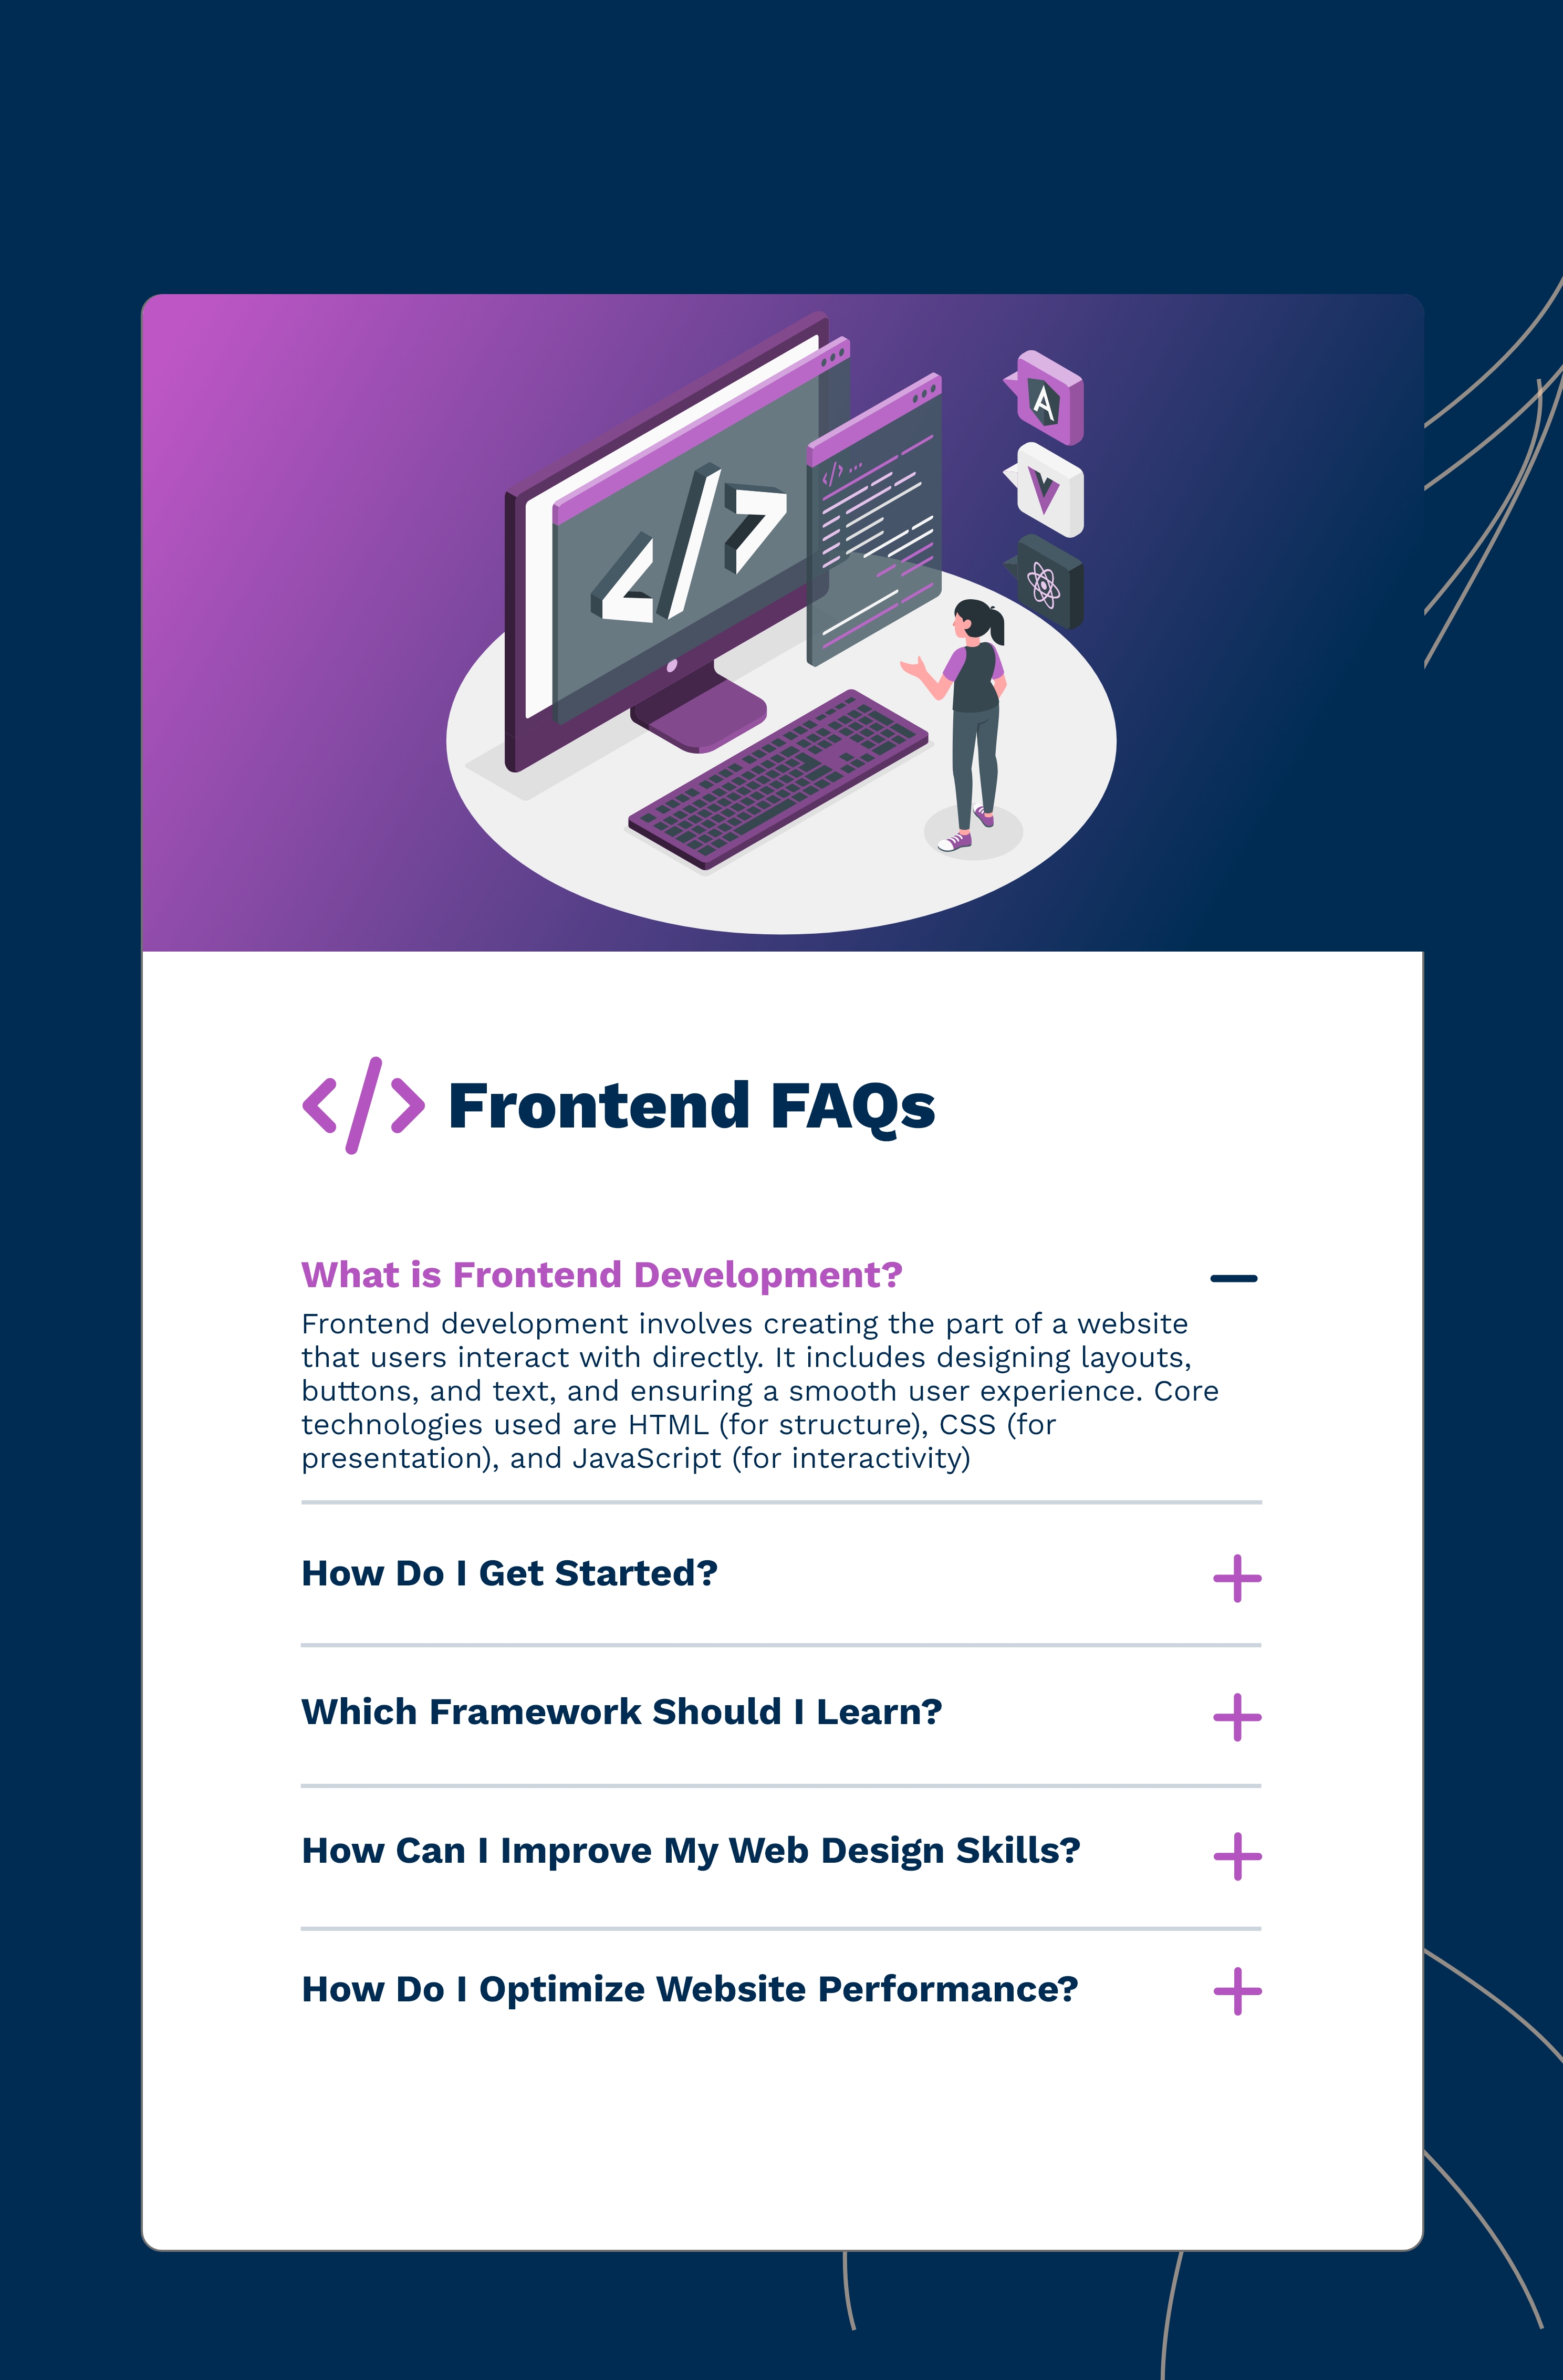 </>
</> ...
A
</> Frontend FAQs
What is Frontend Development?
Frontend development involves creating the part of a website
that users interact with directly. It includes designing layouts,
buttons, and text, and ensuring a smooth user experience. Core
technologies used are HTML (for structure), CSS (for
presentation), and JavaScript (for interactivity)
How Do I Get Started?
Which Framework Should I Learn?
How Can I Improve My Web Design Skills?
How Do I Optimize Website Performance?